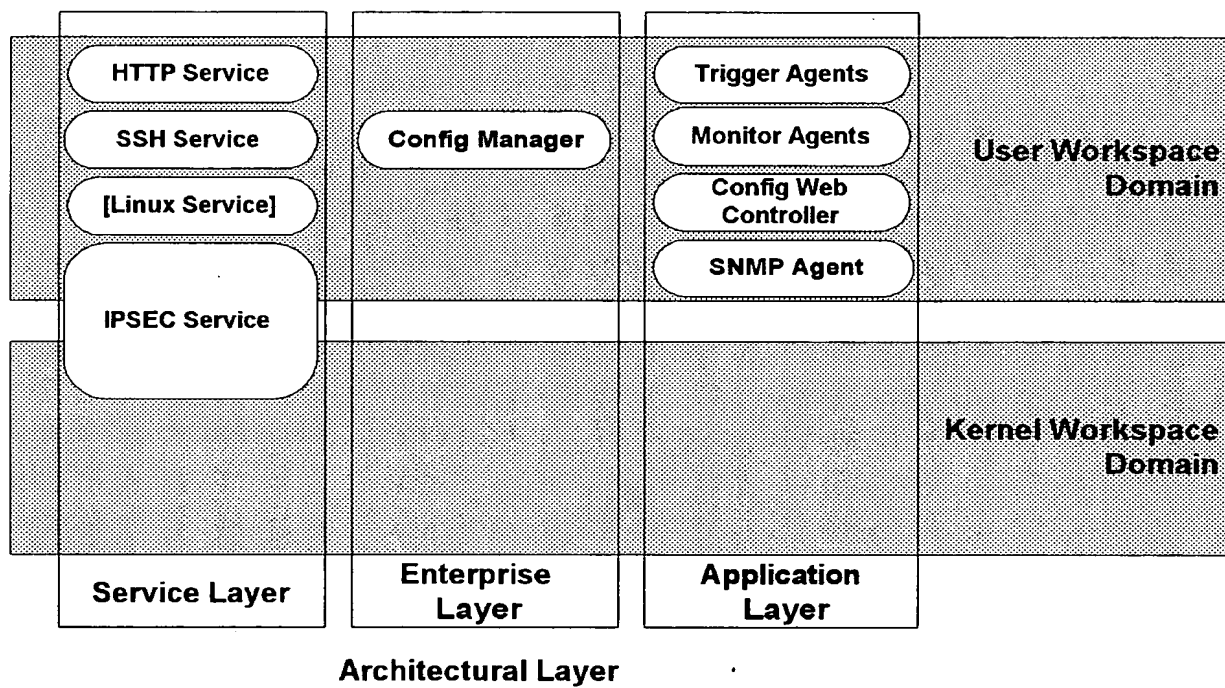 HTTP Service
SSH Service
[Linux Service]
IPSEC Service
Config Manager
Trigger Agents
Monitor Agents
Config Web
Controller
SNMP Agent
User Workspace
Domain
Kernel Workspace
Domain
Service Layer
Enterprise
Layer
Application
Layer
Architectural Layer